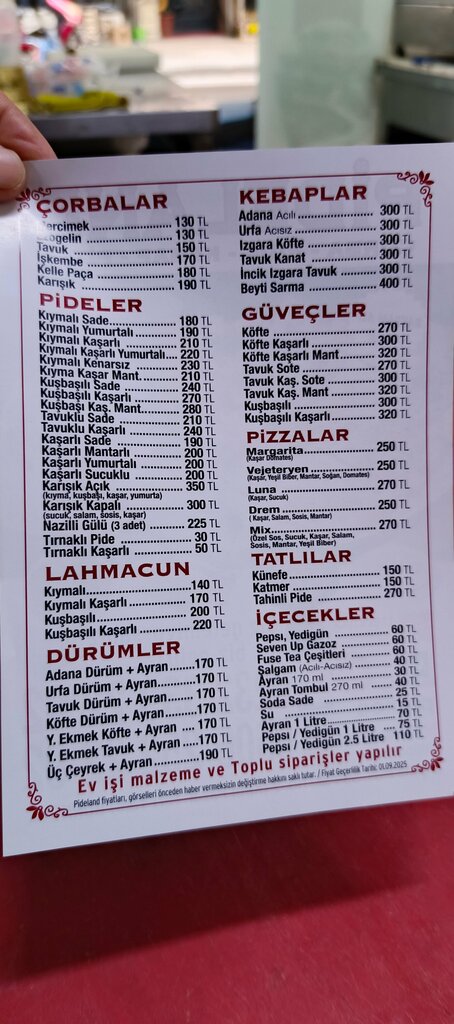 ÇORBALAR
Mercimek 130 TL
Ezogelin 130 TL
Tavuk 150 TL
İşkembe 170 TL
Kelle Paça 180 TL
Karışık 190 TL
PİDELER
Kıymalı Sade 180 TL
Kıymalı Yumurtalı 190 TL
Kıymalı Kaşarlı 210 TL
Kıymalı Kaşarlı Yumurtalı 220 TL
Kıymalı Kenarsız 230 TL
Kıyma Kaşar Mant. 210 TL
Kuşbaşılı Sade 240 TL
Kuşbaşılı Kaşarlı 270 TL
Kuşbaşı Kaş. Mant. 280 TL
Tavuklu Sade 210 TL
Tavuklu Kaşarlı 240 TL
Kaşarlı Sade 190 TL
Kaşarlı Mantarlı 200 TL
Kaşarlı Yumurtalı 200 TL
Kaşarlı Sucuklu 200 TL
Karışık Açık 350 TL
(kıyma, kuşbaşı, kaşar, yumurta)
Karışık Kapalı 300 TL
(sucuk, salam, sosis, kaşar)
Nazilli Gülü (3 adet) 225 TL
Tırnaklı Pide 30 TL
Tırnaklı Kaşarlı 50 TL
LAHMACUN
Kıymalı 140 TL
Kıymalı Kaşarlı 170 TL
Kuşbaşılı 200 TL
Kuşbaşılı Kaşarlı 220 TL
DÜRÜMLER
Adana Dürüm + Ayran 170 TL
Urfa Dürüm + Ayran 170 TL
Tavuk Dürüm + Ayran 170 TL
Köfte Dürüm + Ayran 170 TL
Y. Ekmek Köfte + Ayran 170 TL
Y. Ekmek Tavuk + Ayran 170 TL
Üç Çeyrek + Ayran 190 TL
KEBAPLAR
Adana Acılı 300 TL
Urfa Acısız 300 TL
Izgara Köfte 300 TL
Tavuk Kanat 300 TL
İncik Izgara Tavuk 300 TL
Beyti Sarma 400 TL
GÜVEÇLER
Köfte 270 TL
Köfte Kaşarlı 300 TL
Köfte Kaşarlı Mant 320 TL
Tavuk Sote 270 TL
Tavuk Kaş. Sote 300 TL
Tavuk Kaş. Mant 320 TL
Kuşbaşılı 300 TL
Kuşbaşılı Kaşarlı 320 TL
PİZZALAR
Margarita 250 TL
(Kaşar Domates)
Vejeteryen 250 TL
(Kaşar, Yeşil Biber, Mantar, Soğan, Domates)
Luna 270 TL
(Kaşar, Sucuk)
Drem 250 TL
( Kaşar, Salam, Sosis, Mantar)
Mix 270 TL
(Özel Sos, Sucuk, Kaşar, Salam,
Sosis, Mantar, Yeşil Biber)
TATLILAR
Künefe 150 TL
Katmer 150 TL
Tahinli Pide 270 TL
İÇECEKLER
Pepsi, Yedigün 60 TL
Seven Up Gazoz 60 TL
Fuse Tea Çeşitleri 60 TL
Şalgam (Acılı-Acısız) 40 TL
Ayran 170 ml 30 TL
Ayran Tombul 270 ml 40 TL
Soda Sade 25 TL
Su 15 TL
Ayran 1 Litre 70 TL
Pepsi / Yedigün 1 Litre 75 TL
Pepsi / Yedigün 2.5 Litre 110 TL
Ev işi malzeme ve Toplu siparişler yapılır
Pideland fiyatları, görselleri önceden haber vermeksizin değiştirme hakkını saklı tutar. / Fiyat Geçerlilik Tarihi: 01.09.2025